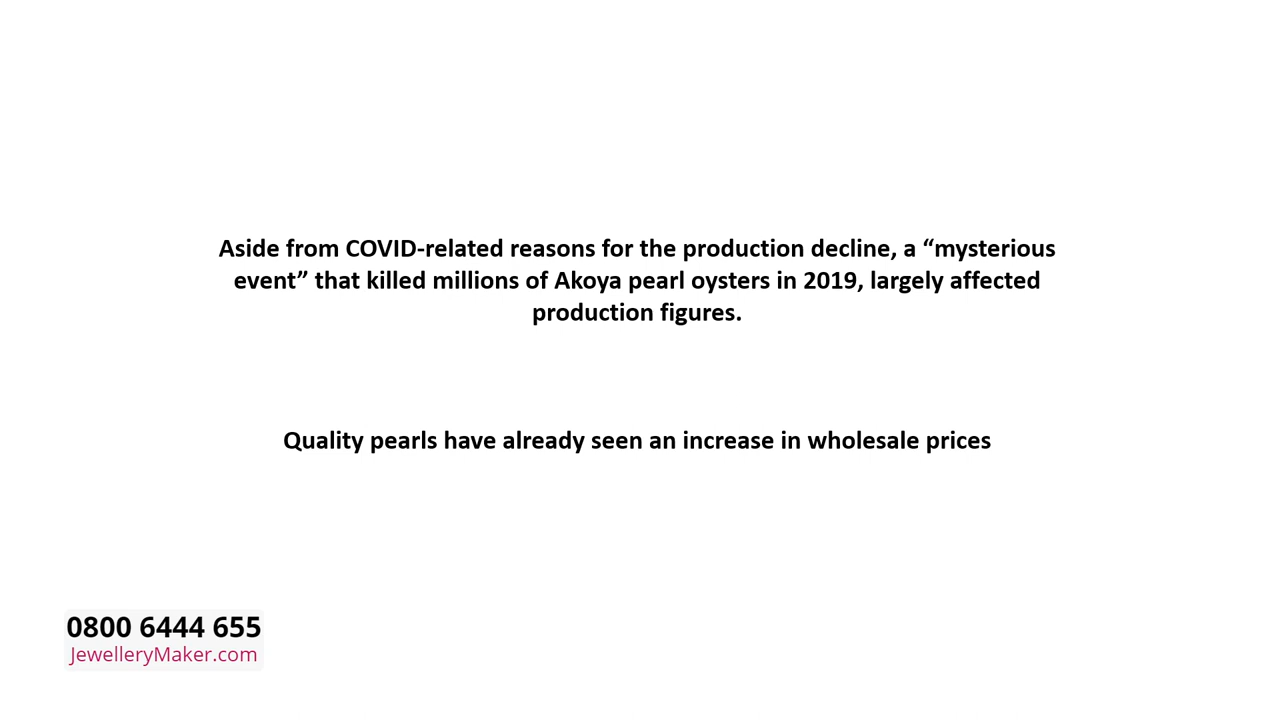 Aside from COVID-related reasons for the production decline, a “mysterious
event” that killed millions of Akoya pearl oysters in 2019, largely affected
production figures.
Quality pearls have already seen an increase in wholesale prices
0800 6444 655
JewelleryMaker.com